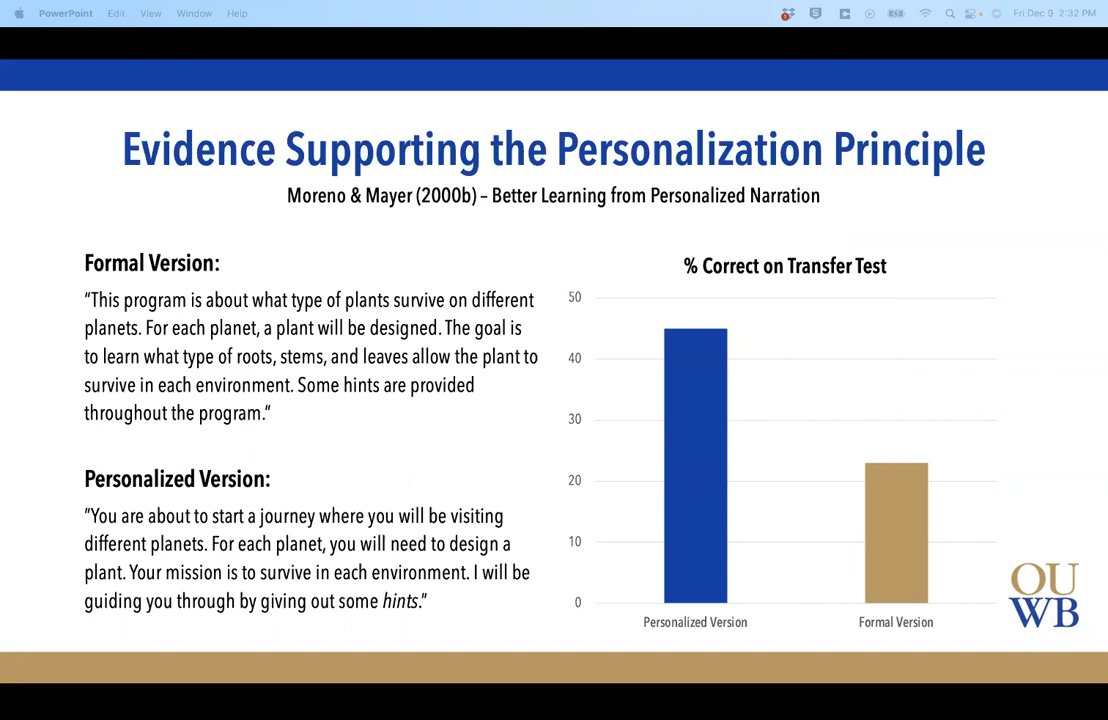 PowerPoint Edit View Window Help Fri Dec 9 2:32 PM
Evidence Supporting the Personalization Principle
Moreno & Mayer (2000b) – Better Learning from Personalized Narration
Formal Version:
"This program is about what type of plants survive on different
planets. For each planet, a plant will be designed. The goal is
to learn what type of roots, stems, and leaves allow the plant to
survive in each environment. Some hints are provided
throughout the program."
Personalized Version:
"You are about to start a journey where you will be visiting
different planets. For each planet, you will need to design a
plant. Your mission is to survive in each environment. I will be
guiding you through by giving out some hints."
% Correct on Transfer Test
50
40
30
20
10
0
Personalized Version Formal Version
OU
WB